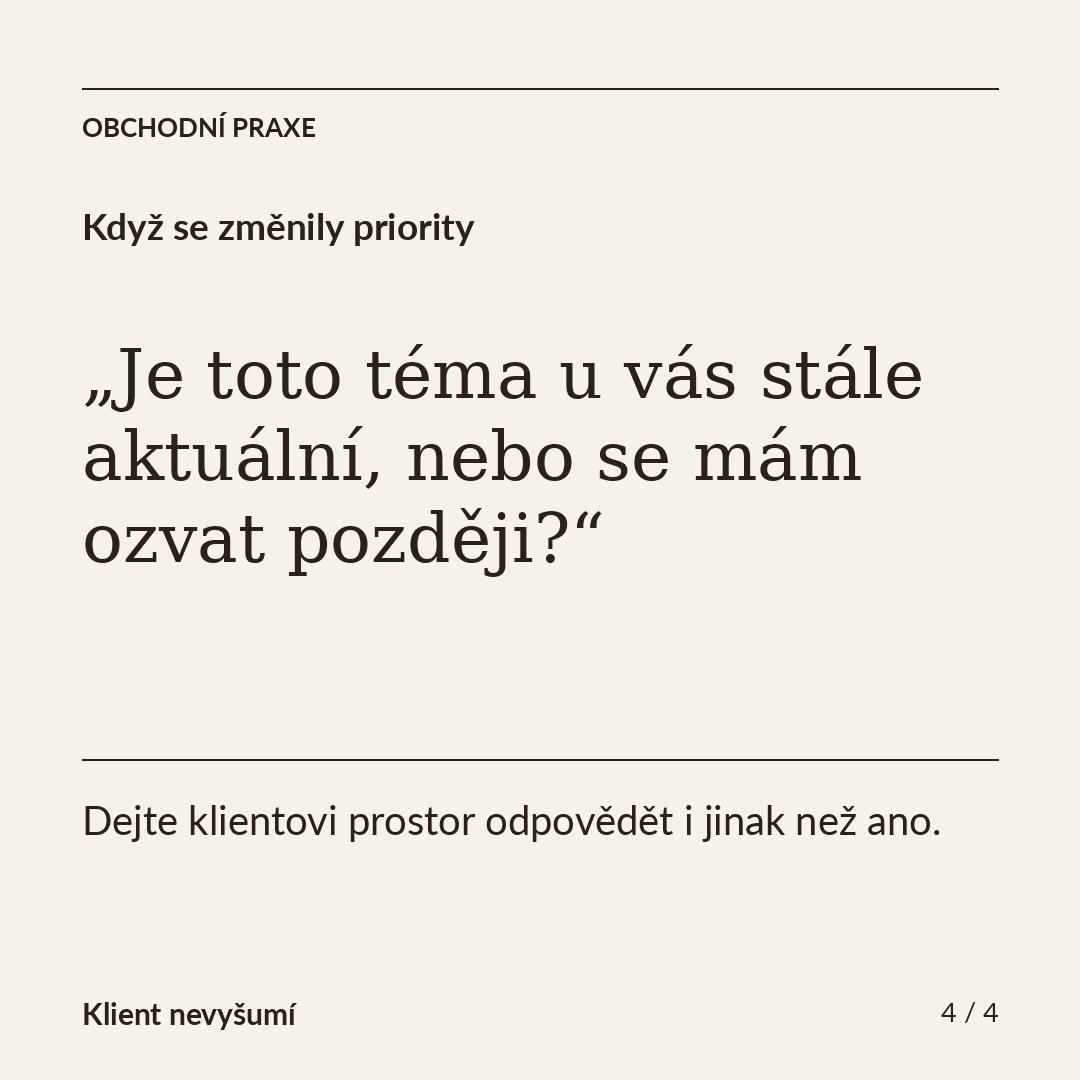 OBCHODNÍ PRAXE
Když se změnily priority
„Je toto téma u vás stále
aktuální, nebo se mám
ozvat později?“
Dejte klientovi prostor odpovědět i jinak než ano.
Klient nevyšumí
4 / 4